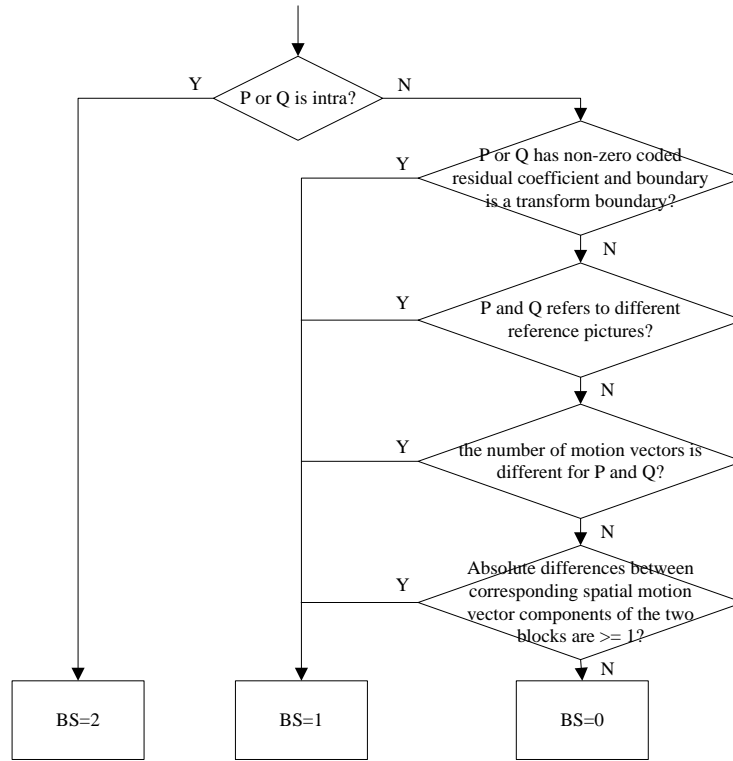 Y
P or Q is intra?
N
Y
P or Q has non-zero coded
residual coefficient and boundary
is a transform boundary?
N
Y
P and Q refers to different
reference pictures?
N
Y
the number of motion vectors is
different for P and Q?
N
Y
Absolute differences between
corresponding spatial motion
vector components of the two
blocks are >= 1?
N
BS=2
BS=1
BS=0